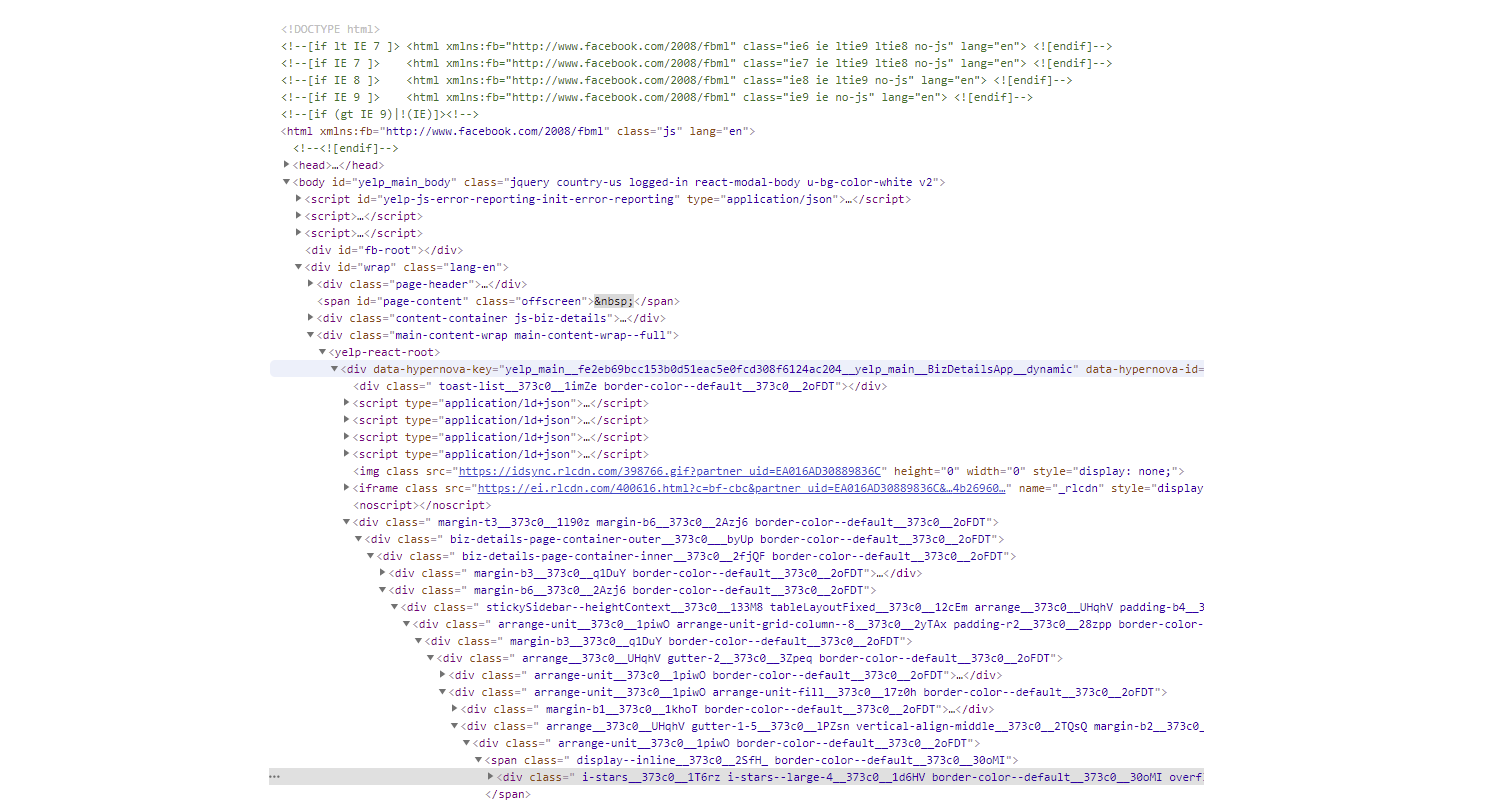 <!DOCTYPE html>
<!--[if lt IE 7 ]> <html xmlns:fb="http://www.facebook.com/2008/fbml" class="ie6 ie ltie9 ltie8 no-js" lang="en"> <![endif]-->
<!--[if IE 7 ]>    <html xmlns:fb="http://www.facebook.com/2008/fbml" class="ie7 ie ltie9 ltie8 no-js" lang="en"> <![endif]-->
<!--[if IE 8 ]>    <html xmlns:fb="http://www.facebook.com/2008/fbml" class="ie8 ie ltie9 no-js" lang="en"> <![endif]-->
<!--[if IE 9 ]>    <html xmlns:fb="http://www.facebook.com/2008/fbml" class="ie9 ie no-js" lang="en"> <![endif]-->
<!--[if (gt IE 9)|!(IE)]><!-->
<html xmlns:fb="http://www.facebook.com/2008/fbml" class="js" lang="en">
<!--<![endif]-->
<head>…</head>
<body id="yelp_main_body" class="jquery country-us logged-in react-modal-body u-bg-color-white v2">
<script id="yelp-js-error-reporting-init-error-reporting" type="application/json">…</script>
<script>…</script>
<script>…</script>
<div id="fb-root"></div>
<div id="wrap" class="lang-en">
<div class="page-header">…</div>
<span id="page-content" class="offscreen">&nbsp;</span>
<div class="content-container js-biz-details">…</div>
<div class="main-content-wrap main-content-wrap--full">
<yelp-react-root>
<div data-hypernova-key="yelp_main__fe2eb69bcc153b0d51eac5e0fcd308f6124ac204__yelp_main__BizDetailsApp__dynamic" data-hypernova-id=
<div class=" toast-list__373c0__1imZe border-color--default__373c0__2oFDT"></div>
<script type="application/ld+json">…</script>
<script type="application/ld+json">…</script>
<script type="application/ld+json">…</script>
<script type="application/ld+json">…</script>
<img class src="https://idsync.rlcdn.com/398766.gif?partner_uid=EA016AD30889836C" height="0" width="0" style="display: none;">
<iframe class src="https://ei.rlcdn.com/400616.html?c=bf-cbc&partner_uid=EA016AD30889836C&…4b26960…" name="_rlcdn" style="display
<noscript></noscript>
<div class=" margin-t3__373c0__1190z margin-b6__373c0__2Azj6 border-color--default__373c0__2oFDT">
<div class=" biz-details-page-container-outer__373c0___byUp border-color--default__373c0__2oFDT">
<div class=" biz-details-page-container-inner__373c0__2fjQF border-color--default__373c0__2oFDT">
<div class=" margin-b3__373c0__q1DuY border-color--default__373c0__2oFDT">…</div>
<div class=" margin-b6__373c0__2Azj6 border-color--default__373c0__2oFDT">
<div class=" stickySidebar--heightContext__373c0__133M8 tableLayoutFixed__373c0__12cEm arrange__373c0__UHqhV padding-b4__3
<div class=" arrange-unit__373c0__1piwO arrange-unit-grid-column--8__373c0__2yTAx padding-r2__373c0__28zpp border-color-
<div class=" margin-b3__373c0__q1DuY border-color--default__373c0__2oFDT">
<div class=" arrange__373c0__UHqhV gutter-2__373c0__3Zpeq border-color--default__373c0__2oFDT">
<div class=" arrange-unit__373c0__1piwO border-color--default__373c0__2oFDT">…</div>
<div class=" arrange-unit__373c0__1piwO arrange-unit-fill__373c0__17z0h border-color--default__373c0__2oFDT">
<div class=" margin-b1__373c0__1khoT border-color--default__373c0__2oFDT">…</div>
<div class=" arrange__373c0__UHqhV gutter-1-5__373c0__lPZsn vertical-align-middle__373c0__2TQsQ margin-b2__373c0_
<div class=" arrange-unit__373c0__1piwO border-color--default__373c0__2oFDT">
<span class=" display--inline__373c0__2SfH_ border-color--default__373c0__30oMI">
<div class=" i-stars__373c0__1T6rz i-stars--large-4__373c0__1d6HV border-color--default__373c0__30oMI overf
</span>